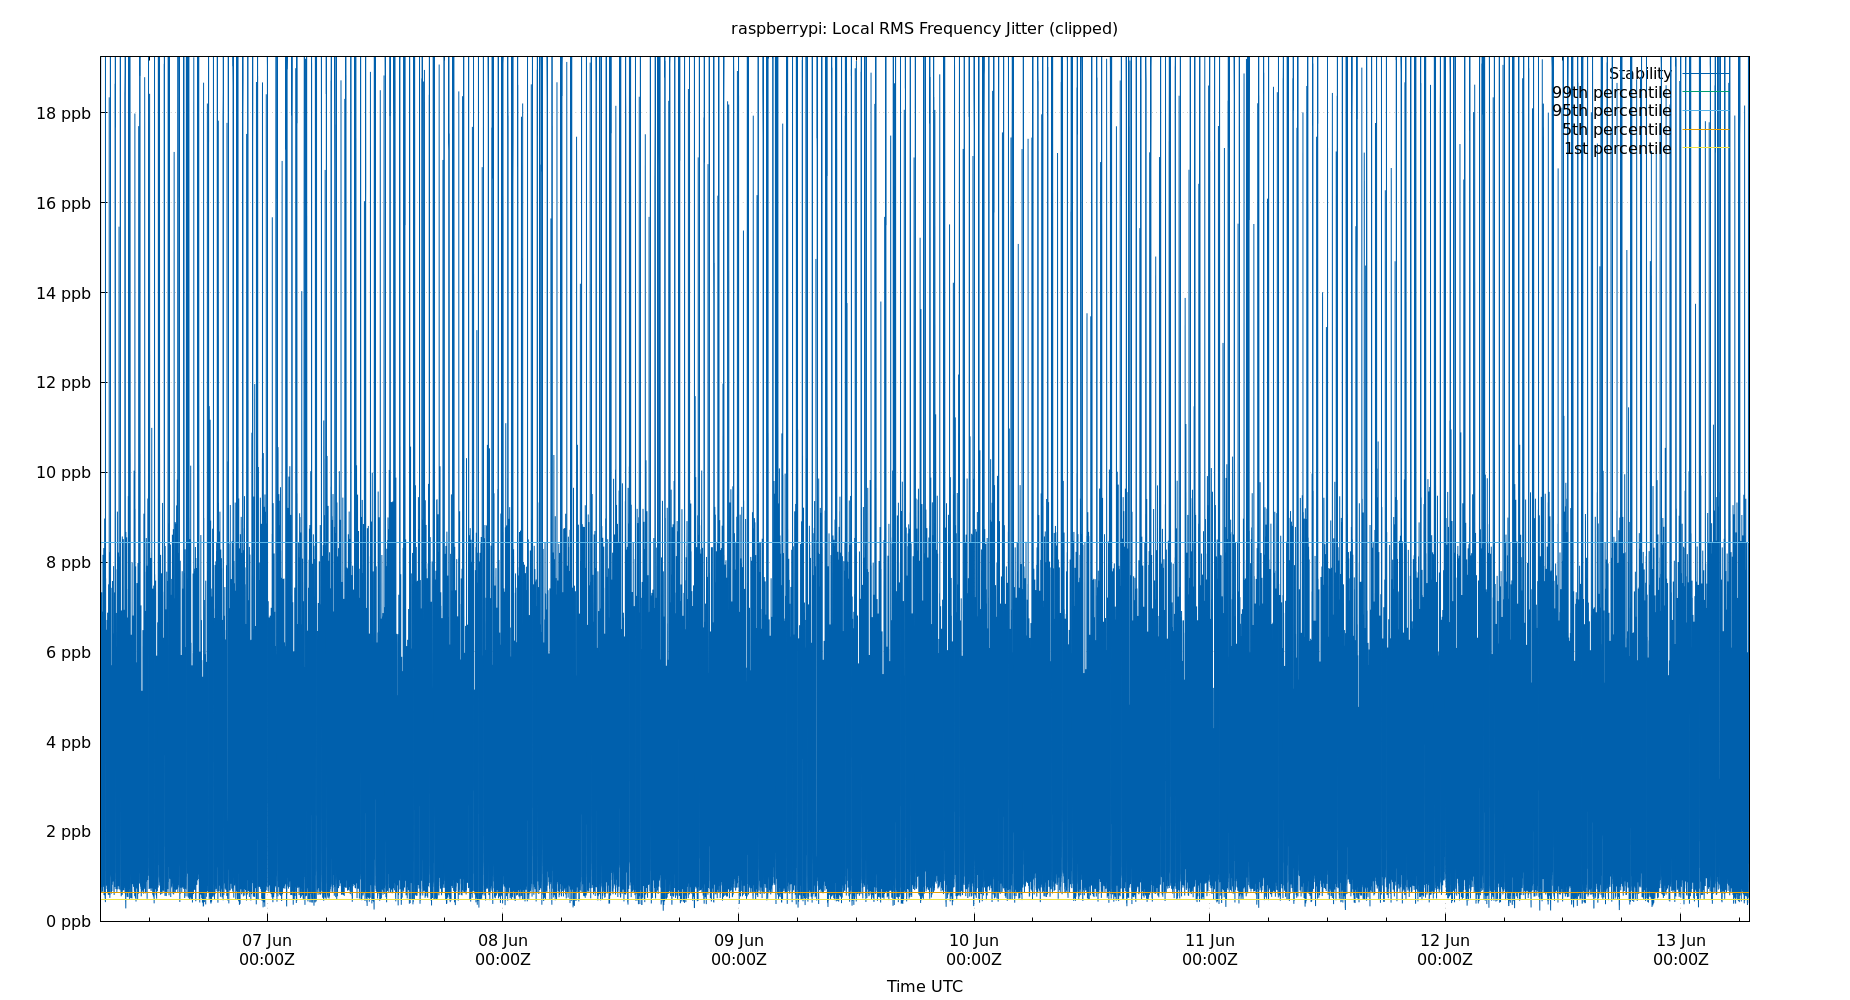 raspberrypi: Local RMS Frequency Jitter (clipped)
Stability
99th percentile
95th percentile
5th percentile
1st percentile
18 ppb
16 ppb
14 ppb
12 ppb
10 ppb
8 ppb
6 ppb
4 ppb
2 ppb
0 ppb
07 Jun 08 Jun 09 Jun 10 Jun 11 Jun 12 Jun 13 Jun
00:00Z 00:00Z 00:00Z 00:00Z 00:00Z 00:00Z 00:00Z
Time UTC